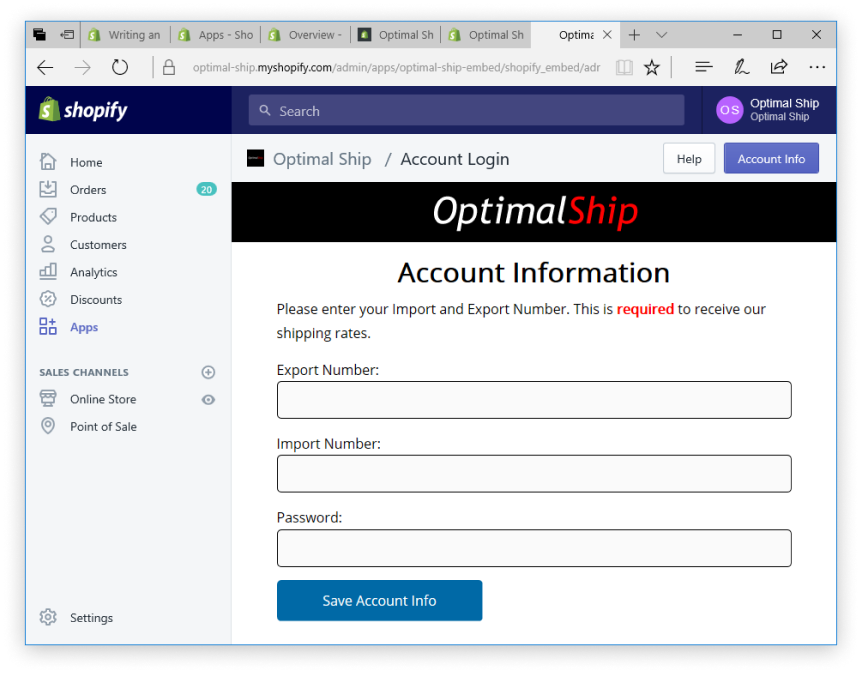 Writing an
Apps - Sho
Overview -
Optimal Sh
Optimal Sh
Optima
optimal-ship.myshopify.com/admin/apps/optimal-ship-embed/shopify_embed/adr
shopify
Search
OS
Optimal Ship
Optimal Ship
Optimal Ship / Account Login
Help
Account Info
Home
Orders 20
Products
Customers
Analytics
Discounts
Apps
SALES CHANNELS
Online Store
Point of Sale
Settings
OptimalShip
Account Information
Please enter your Import and Export Number. This is required to receive our
shipping rates.
Export Number:
Import Number:
Password:
Save Account Info